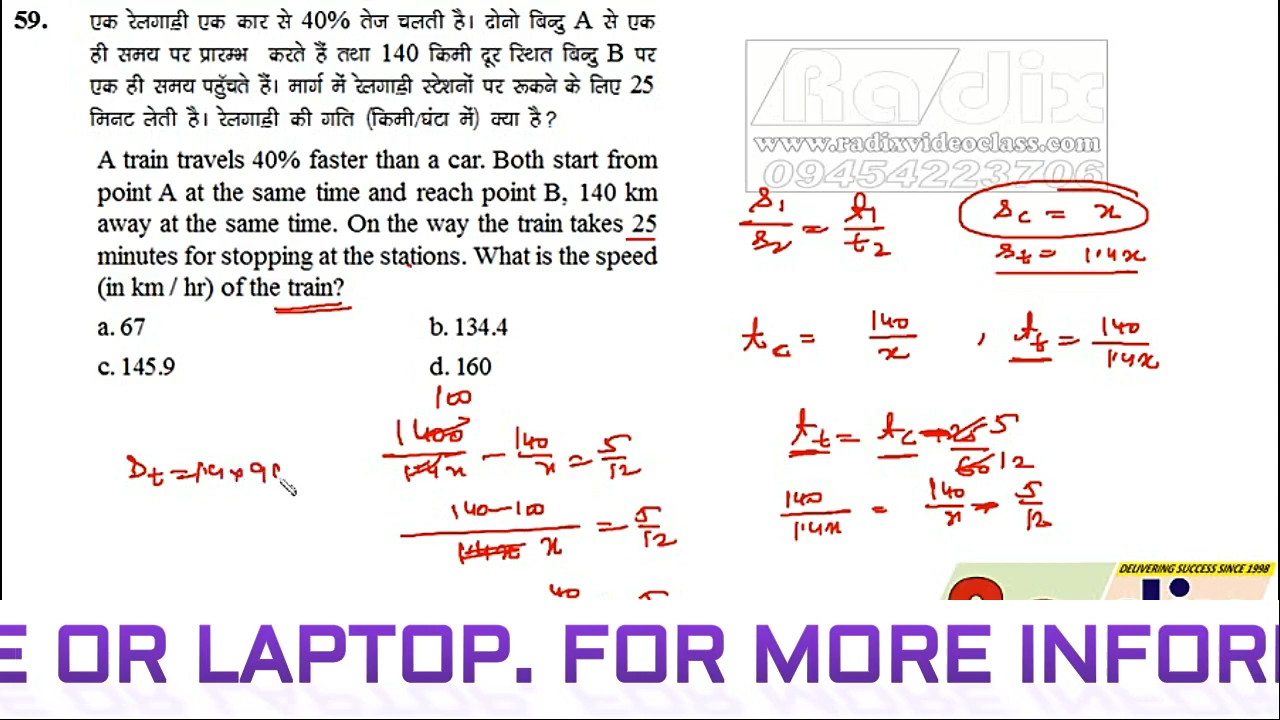 59.
एक रेलगाड़ी एक कार से 40% तेज चलती है। दोनो बिन्दु A से एक
ही समय पर प्रारम्भ करते हैं तथा 140 किमी दूर स्थित बिन्दु B पर
एक ही समय पहुँचते हैं। मार्ग में रेलगाड़ी स्टेशनों पर रूकने के लिए 25
मिनट लेती है। रेलगाड़ी की गति (किमी/घंटा में) क्या है?
A train travels 40% faster than a car. Both start from
point A at the same time and reach point B, 140 km
away at the same time. On the way the train takes 25
minutes for stopping at the stations. What is the speed
(in km / hr) of the train?
a. 67 b. 134.4
c. 145.9 d. 160
Radix
www.radixvideoclass.com
09454223706
s1/s2 = t1/t2
sc = x
st = 1.4x
tc = 140/x , tt = 140/1.4x
140/1.4x = 140/x - 5/12
100
140 - 100
x = 5/12
40
DELIVERING SUCCESS SINCE 1998
E OR LAPTOP. FOR MORE INFOR